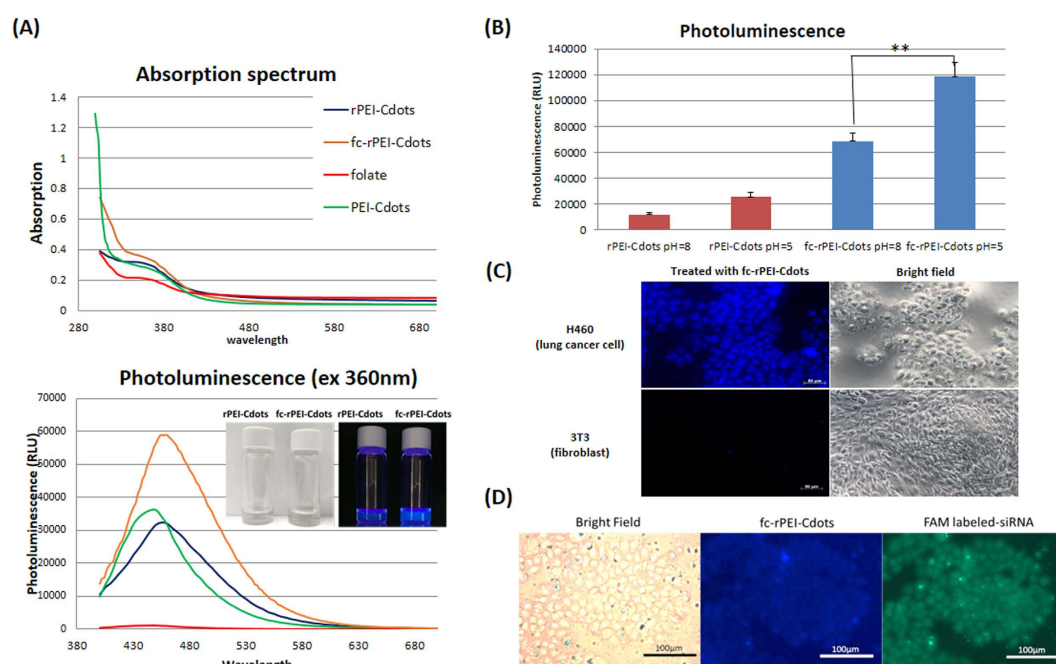 (A)
Absorption spectrum
Absorption
1.4
1.2
1
0.8
0.6
0.4
0.2
0
280 380 480 580 680
wavelength
rPEI-Cdots
fc-rPEI-Cdots
folate
PEI-Cdots
Photoluminescence (ex 360nm)
Photoluminescence (RLU)
70000
60000
50000
40000
30000
20000
10000
0
380 430 480 530 580 630 680
Wavelength
rPEI-Cdots fc-rPEI-Cdots rPEI-Cdots fc-rPEI-Cdots
(B)
Photoluminescence
Photoluminescence (RLU)
140000
120000
100000
80000
60000
40000
20000
0
**
rPEI-Cdots pH=8 rPEI-Cdots pH=5 fc-rPEI-Cdots pH=8 fc-rPEI-Cdots pH=5
(C)
Treated with fc-rPEI-Cdots Bright field
H460
(lung cancer cell)
3T3
(fibroblast)
(D)
Bright Field fc-rPEI-Cdots FAM labeled-siRNA
100μm 100μm 100μm